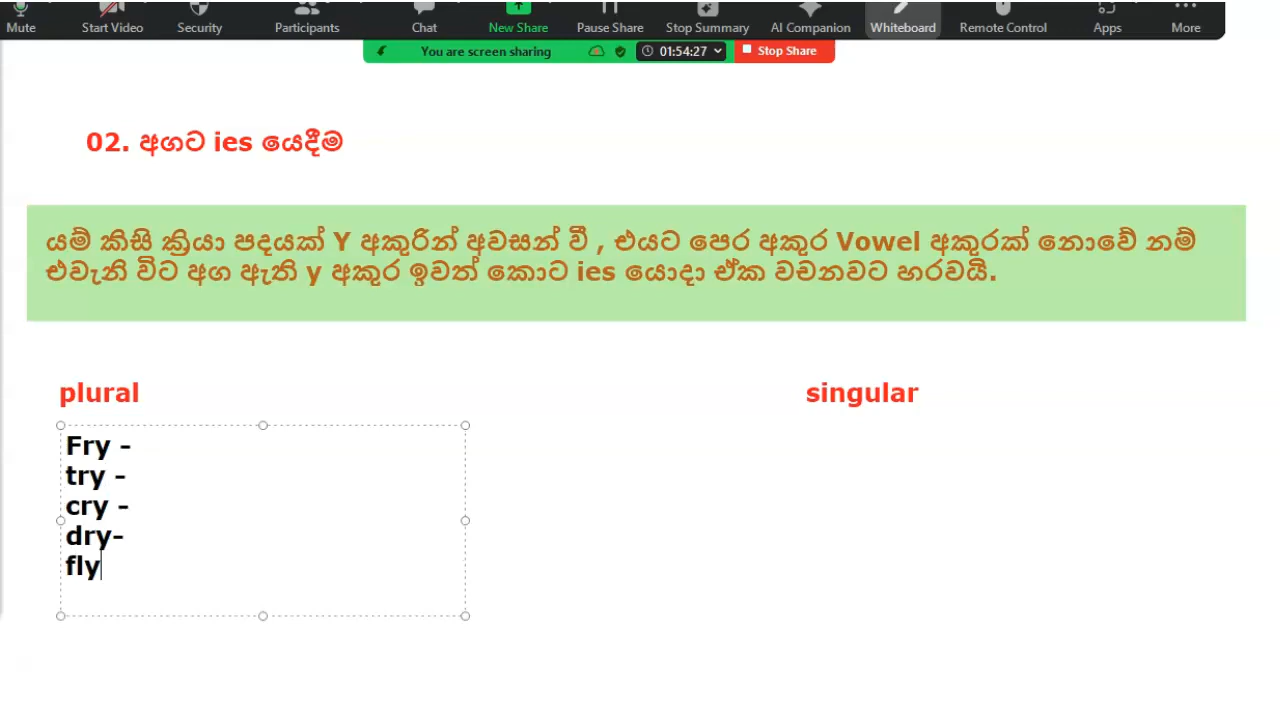 Mute Start Video Security Participants Chat New Share Pause Share Stop Summary AI Companion Whiteboard Remote Control Apps More
You are screen sharing 01:54:27 Stop Share
02. අගට ies යෙදීම
යම් කිසි ක්‍රියා පදයක් Y අකුරින් අවසන් වී , එයට පෙර අකුර Vowel අකුරක් නොවේ නම්
එවැනි විට අග ඇති y අකුර ඉවත් කොට ies යොදා ඒක වචනවට හරවයි.
plural singular
Fry -
try -
cry -
dry-
fly